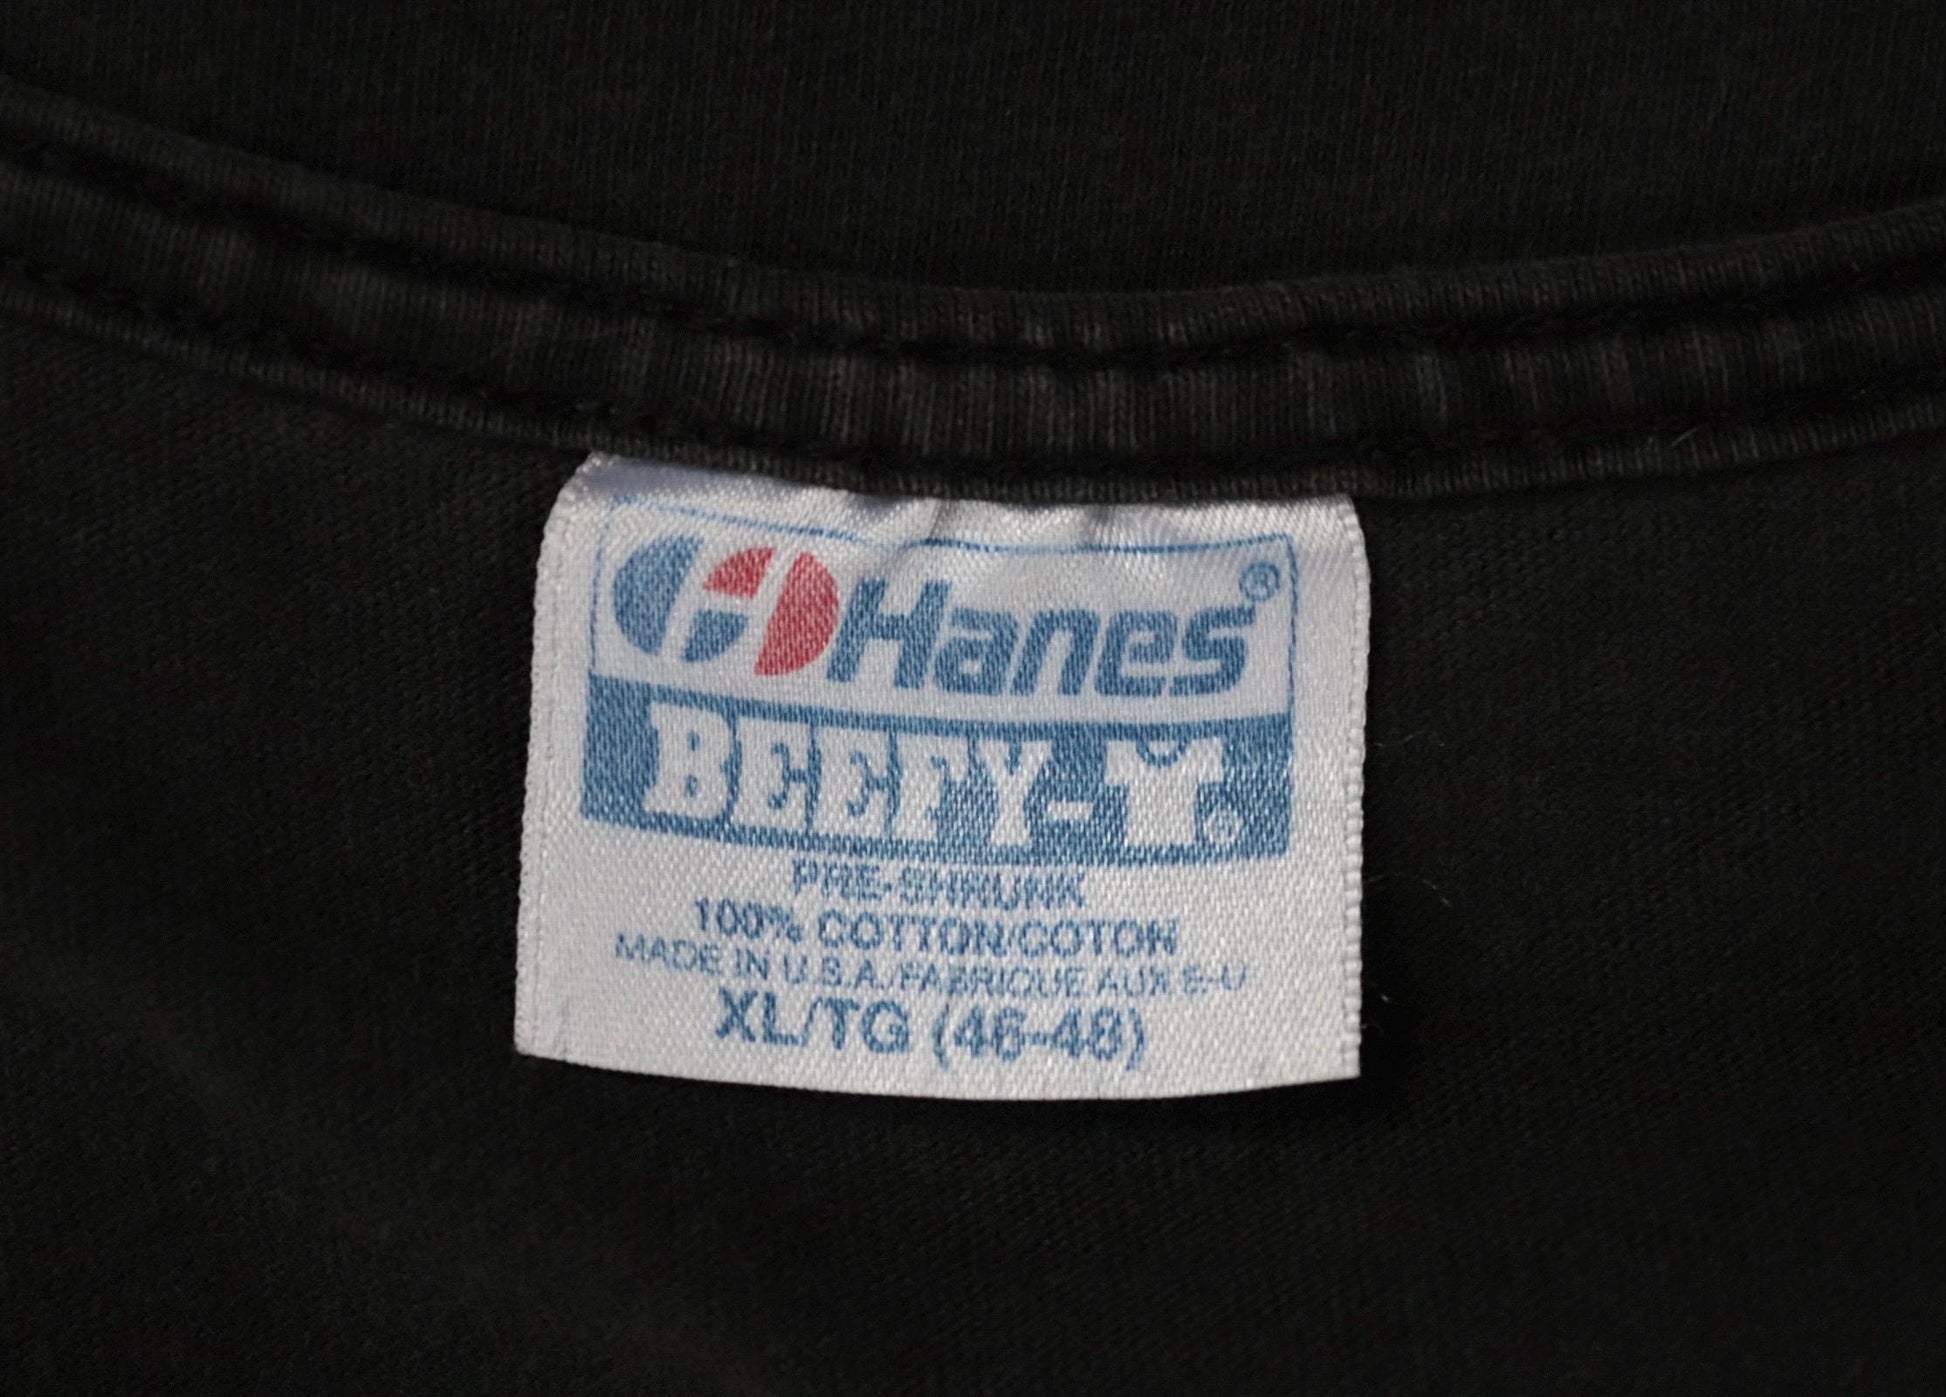 Hanes®
BEEFY-T®
PRE-SHRUNK
100% COTTON/COTON
MADE IN U.S.A./FABRIQUE AUX E-U
XL/TG (46-48)